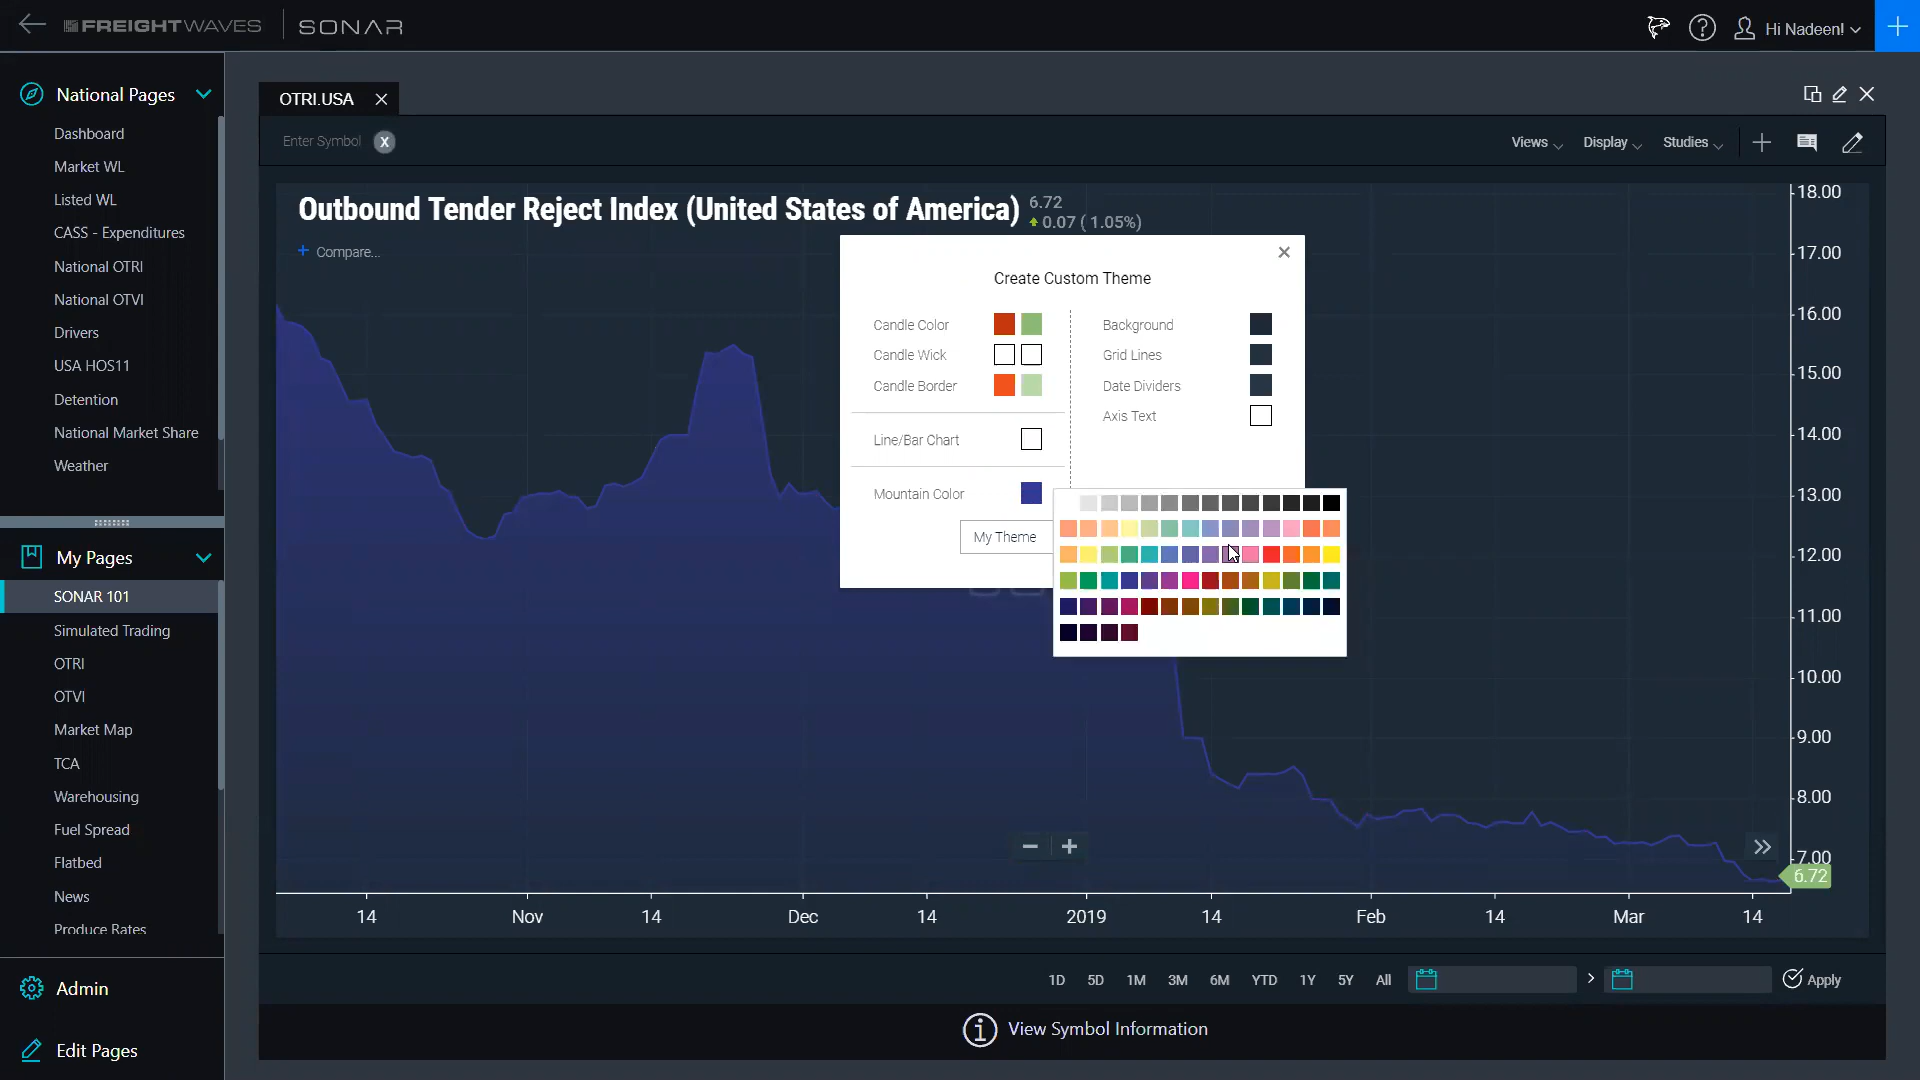 FREIGHTWAVES SONAR
Hi Nadeen!
National Pages
Dashboard
Market WL
Listed WL
CASS - Expenditures
National OTRI
National OTVI
Drivers
USA HOS11
Detention
National Market Share
Weather
My Pages
SONAR 101
Simulated Trading
OTRI
OTVI
Market Map
TCA
Warehousing
Fuel Spread
Flatbed
News
Produce Rates
Admin
Edit Pages
OTRI.USA
Enter Symbol X
Views Display Studies
Outbound Tender Reject Index (United States of America) 6.72
0.07 ( 1.05%)
+ Compare...
Create Custom Theme
Candle Color
Candle Wick
Candle Border
Line/Bar Chart
Mountain Color
Background
Grid Lines
Date Dividers
Axis Text
My Theme
18.00
17.00
16.00
15.00
14.00
13.00
12.00
11.00
10.00
9.00
8.00
7.00
6.72
14 Nov 14 Dec 14 2019 14 Feb 14 Mar 14
1D 5D 1M 3M 6M YTD 1Y 5Y All > Apply
View Symbol Information